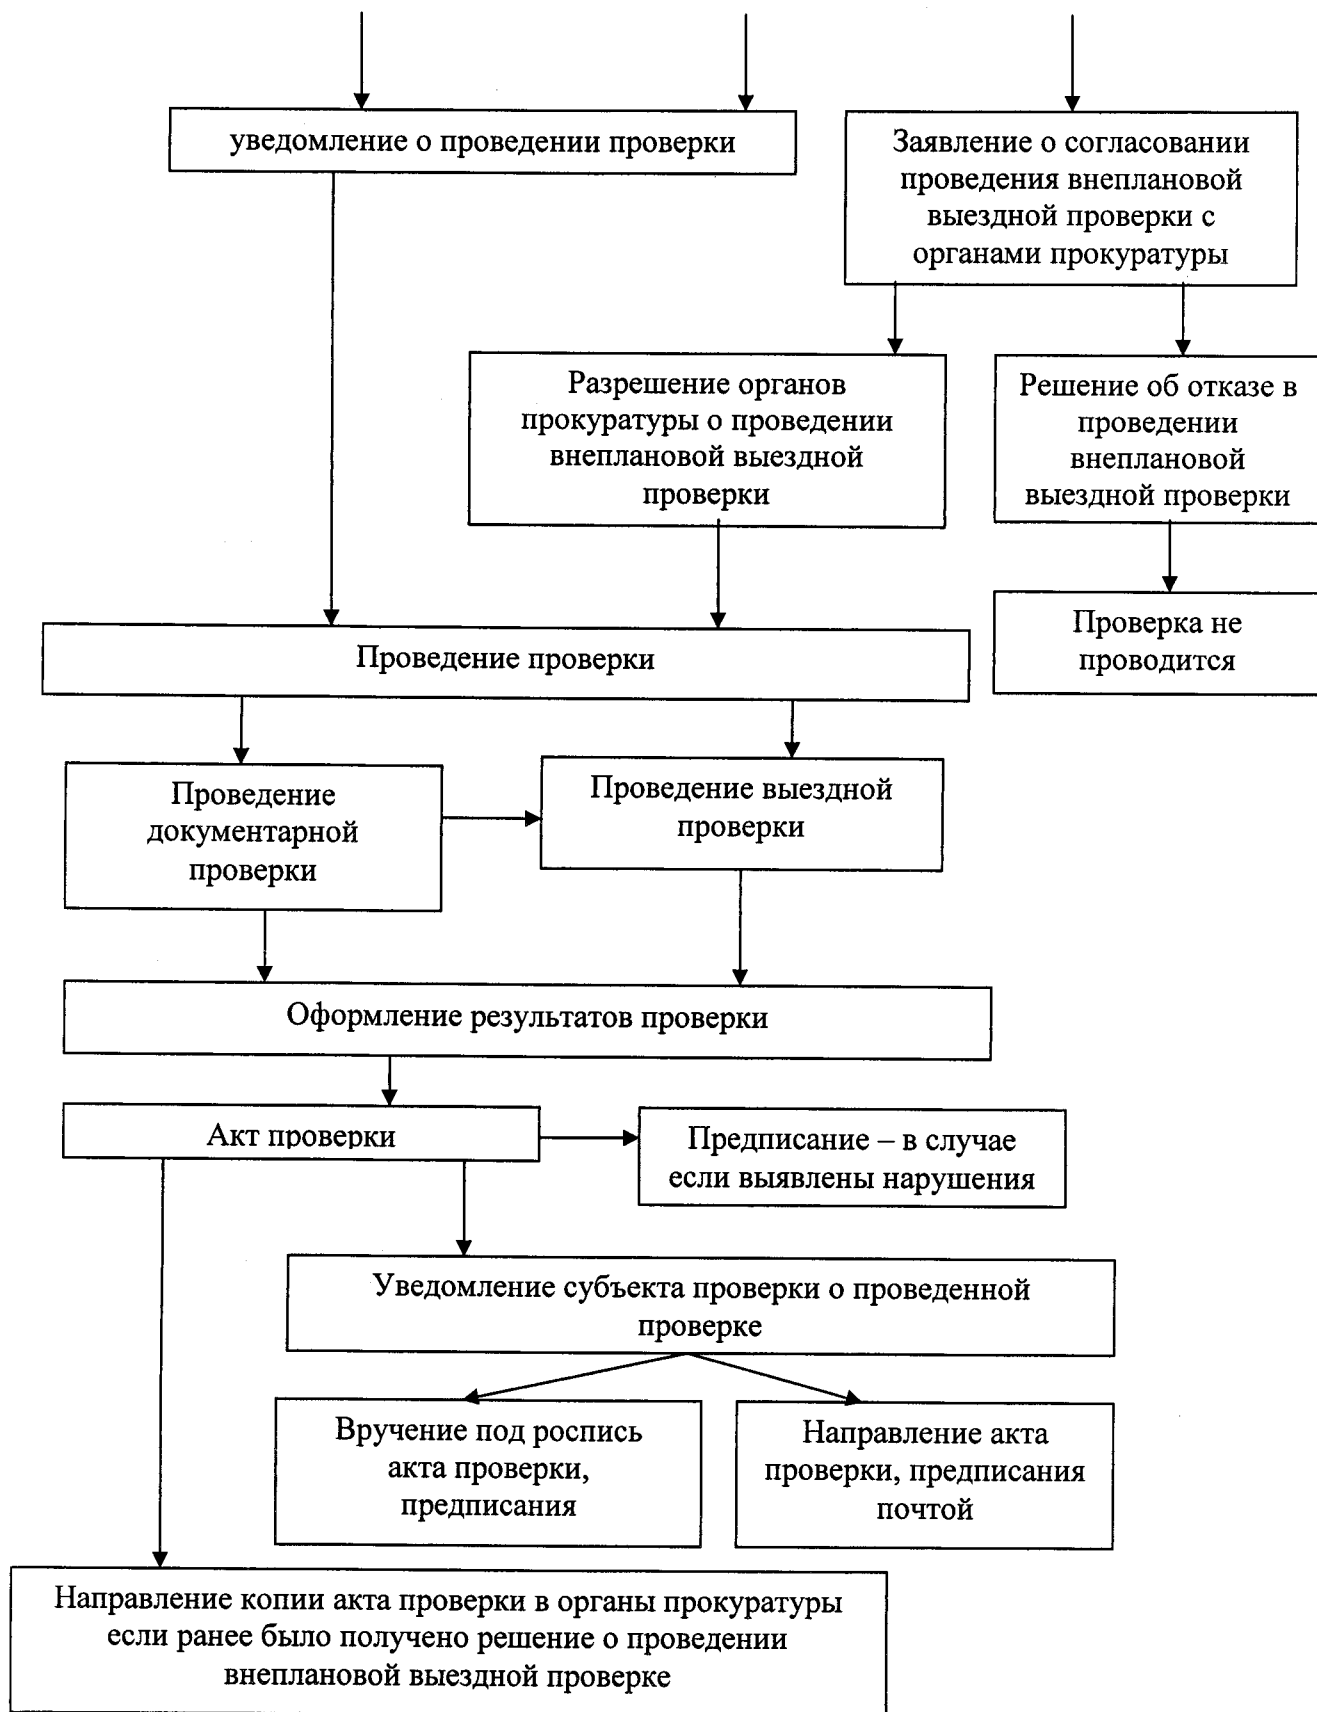 уведомление о проведении проверки
Заявление о согласовании
проведения внеплановой
выездной проверки с
органами прокуратуры
Разрешение органов
прокуратуры о проведении
внеплановой выездной
проверки
Решение об отказе в
проведении
внеплановой
выездной проверки
Проверка не
проводится
Проведение проверки
Проведение
документарной
проверки
Проведение выездной
проверки
Оформление результатов проверки
Акт проверки
Предписание – в случае
если выявлены нарушения
Уведомление субъекта проверки о проведенной
проверке
Вручение под роспись
акта проверки,
предписания
Направление акта
проверки, предписания
почтой
Направление копии акта проверки в органы прокуратуры
если ранее было получено решение о проведении
внеплановой выездной проверке